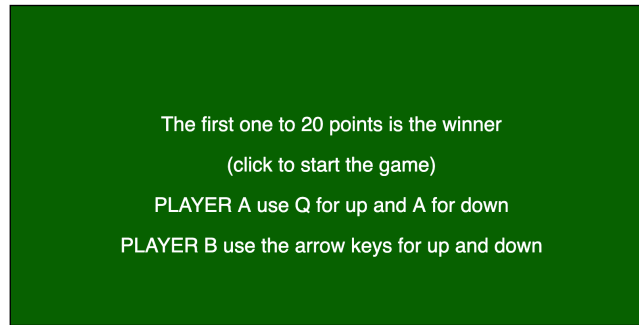 The first one to 20 points is the winner
(click to start the game)
PLAYER A use Q for up and A for down
PLAYER B use the arrow keys for up and down